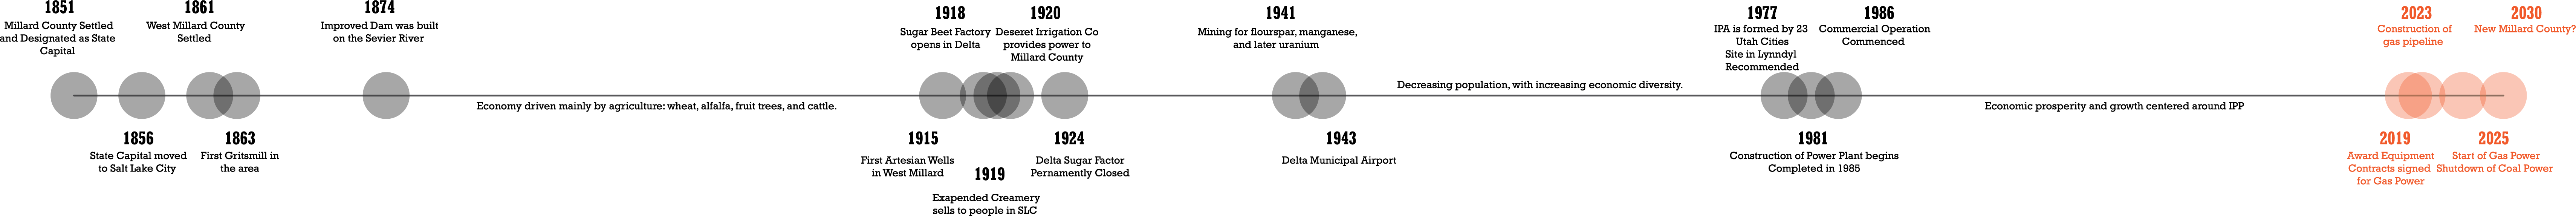 1851
Millard County Settled
and Designated as State
Capital
1861
West Millard County
Settled
1874
Improved Dam was built
on the Sevier River
1918
Sugar Beet Factory
opens in Delta
1920
Deseret Irrigation Co
provides power to
Millard County
1941
Mining for flourspar, manganese,
and later uranium
1977
IPA is formed by 23
Utah Cities
Site in Lynndyl
Recommended
1986
Commercial Operation
Commenced
2023
Construction of
gas pipeline
2030
New Millard County?
Economy driven mainly by agriculture: wheat, alfalfa, fruit trees, and cattle.
Decreasing population, with increasing economic diversity.
Economic prosperity and growth centered around IPP
1856
State Capital moved
to Salt Lake City
1863
First Gritsmill in
the area
1915
First Artesian Wells
in West Millard
1919
Exapended Creamery
sells to people in SLC
1924
Delta Sugar Factor
Pernamently Closed
1943
Delta Municipal Airport
1981
Construction of Power Plant begins
Completed in 1985
2019
Award Equipment
Contracts signed
for Gas Power
2025
Start of Gas Power
Shutdown of Coal Power